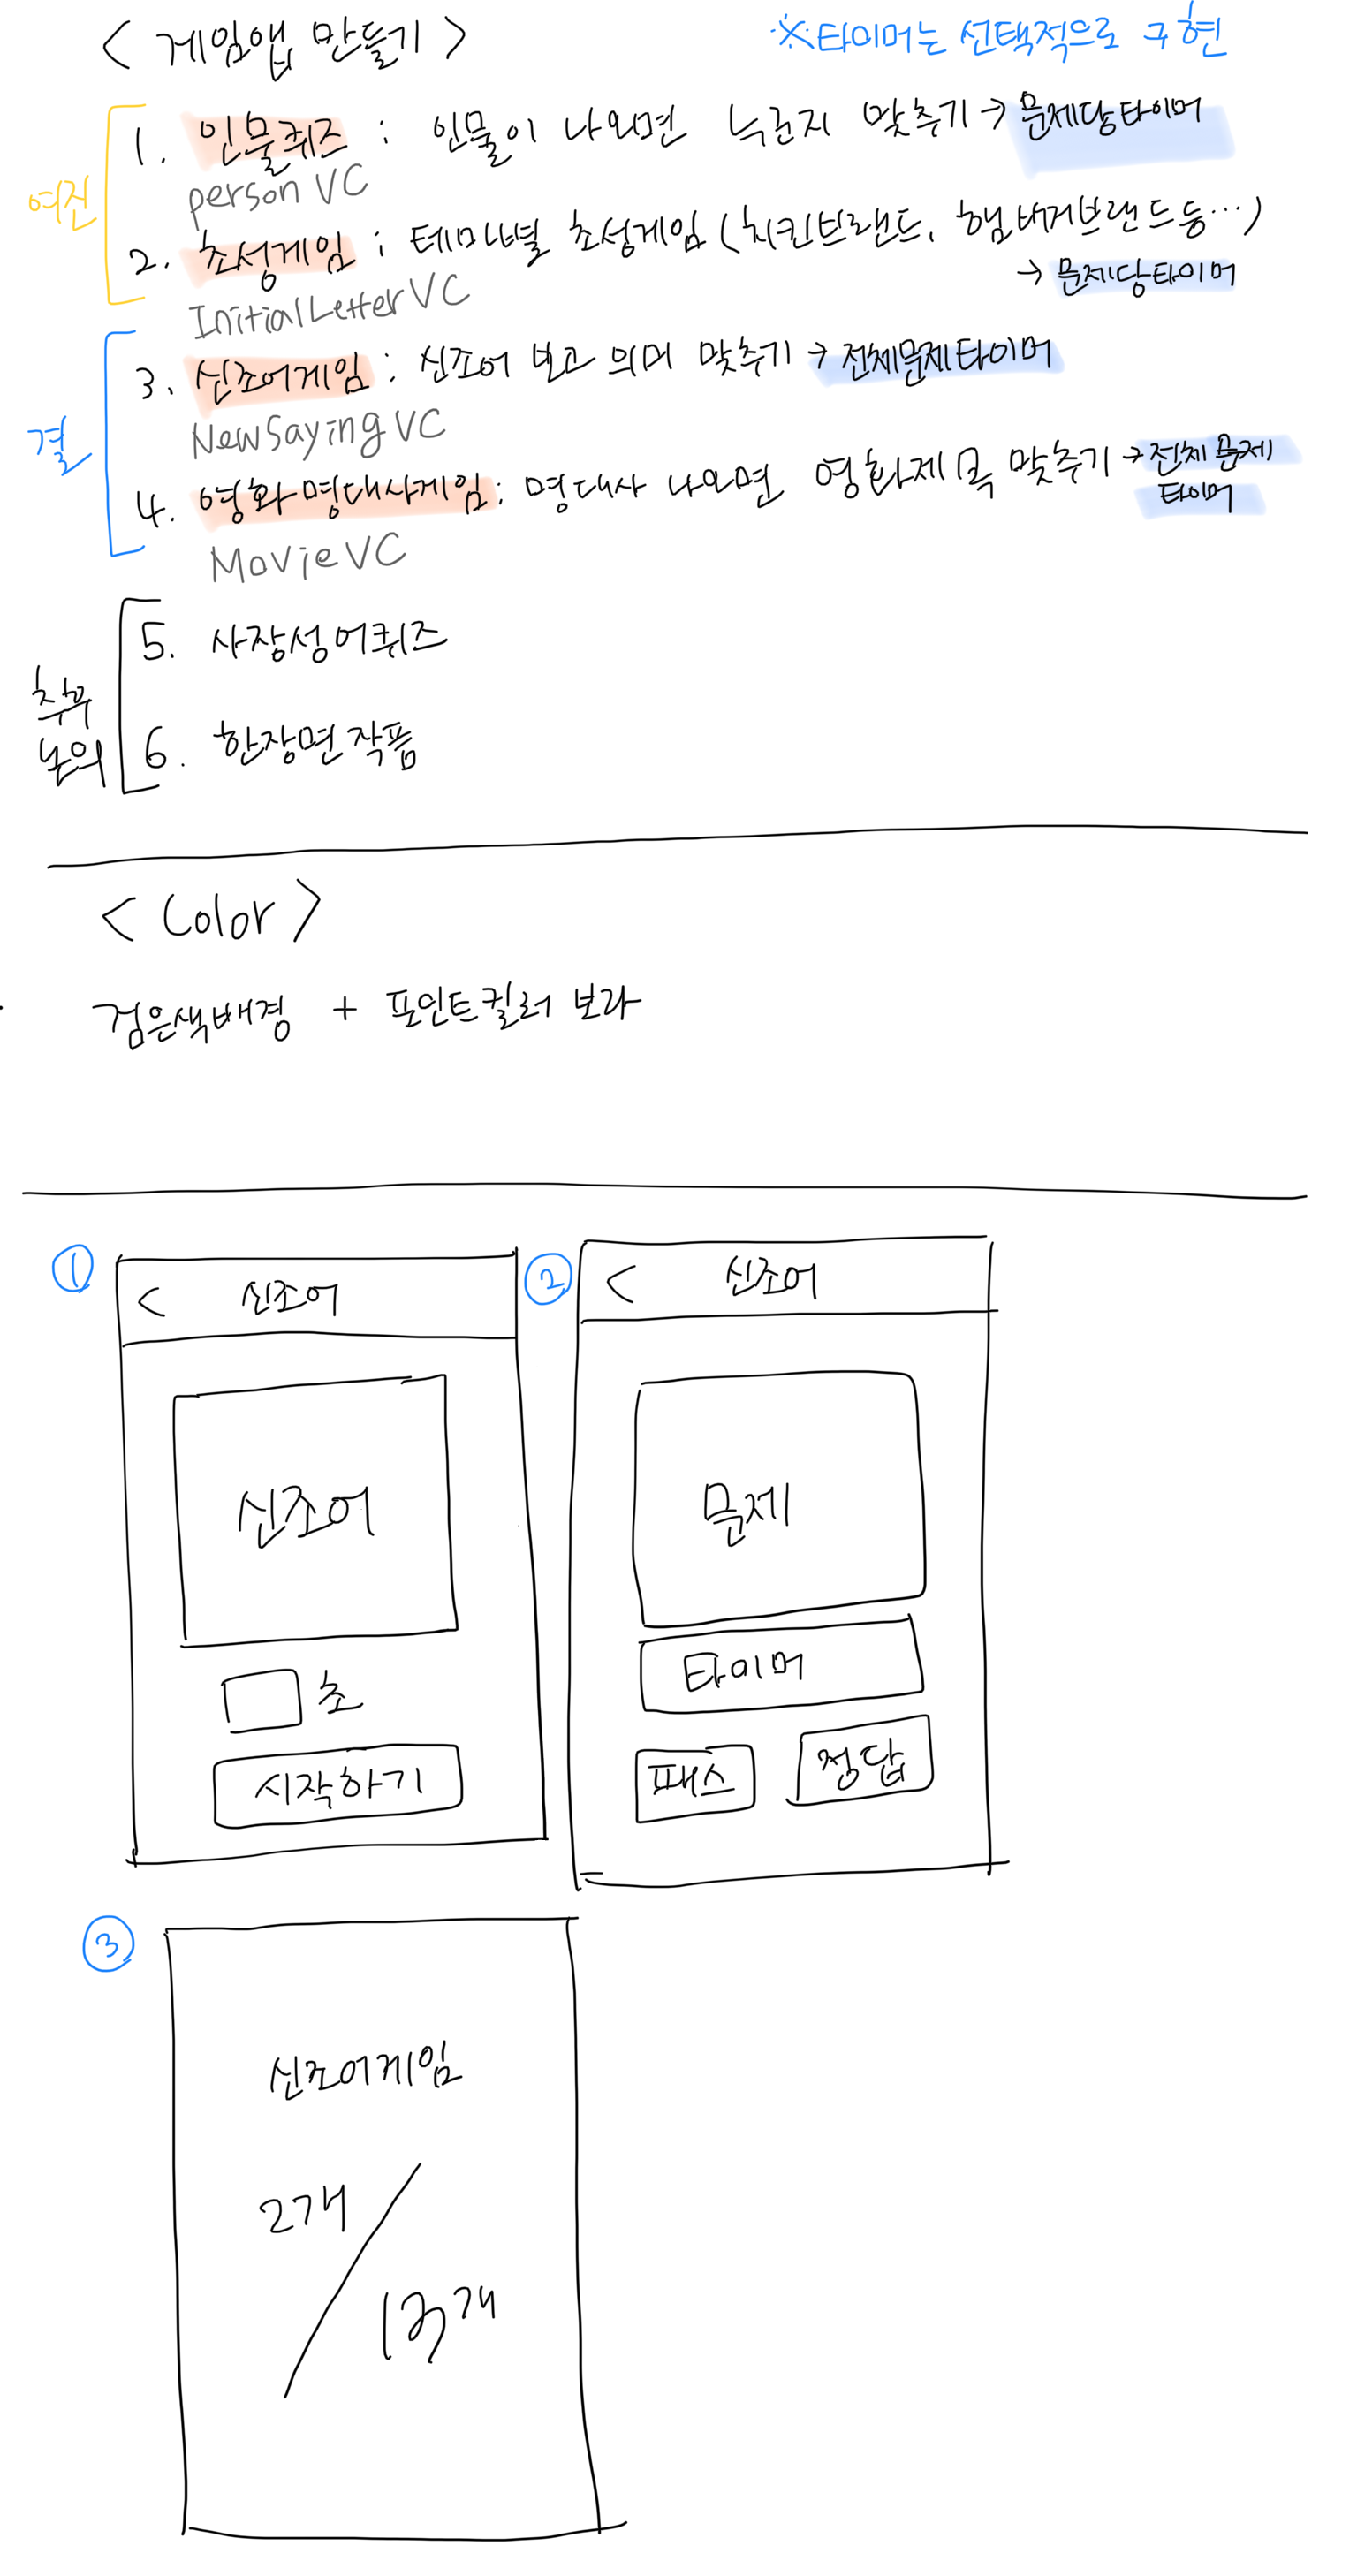 < 게임앱 만들기 >
※타이머는 선택적으로 구현
여진
1. 인물퀴즈 : 인물이 나오면 누군지 맞추기 → 문제당타이머
person VC
2. 초성게임 : 테마별 초성게임 (치킨브랜드, 햄버거브랜드 등…)
→ 문제당타이머
InitialLetter VC
결
3. 신조어게임 : 신조어 보고 의미 맞추기 → 전체문제타이머
NewSaying VC
4. 영화명대사게임 : 명대사 나오면 영화제목 맞추기 → 전체문제
타이머
Movie VC
추후
논의
5. 사장성어퀴즈
6. 한장면작품
< Color >
검은색배경 + 포인트컬러 보라
①
< 신조어
신조어
초
시작하기
②
< 신조어
문제
타이머
패스 정답
③
신조어게임
2개
/
개